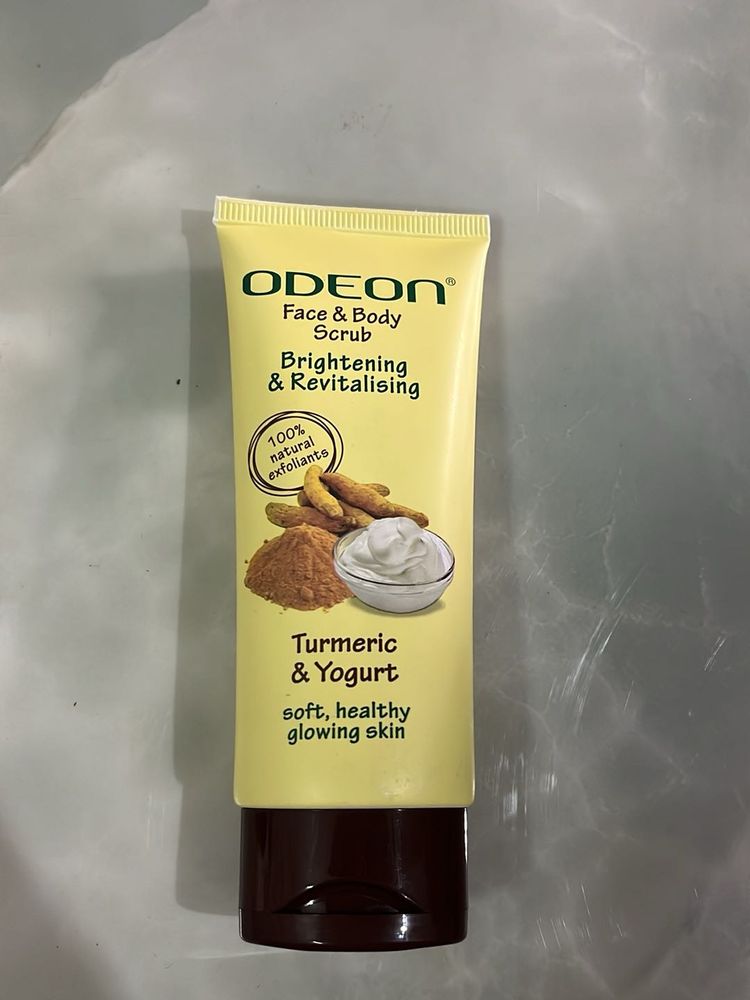 ODEON®
Face & Body
Scrub
Brightening
& Revitalising
100%
natural
exfoliants
Turmeric
& Yogurt
soft, healthy
glowing skin